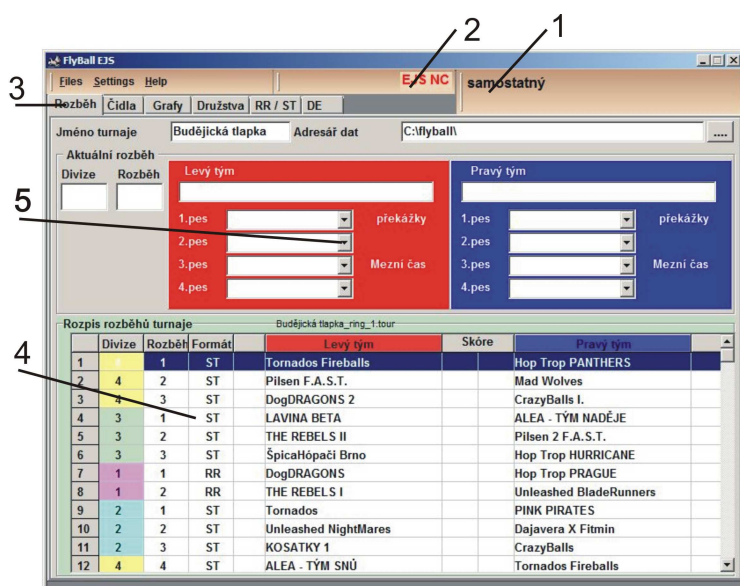 2
1
FlyBall EJS
Files Settings Help
EJS NC
samostatný
3
Rozběh Čidla Grafy Družstva RR / ST DE
Jméno turnaje Budějická tlapka Adresář dat C:\flyball\ ....
Aktuální rozběh
Divize Rozběh
Levý tým
Pravý tým
5
1.pes překážky 1.pes překážky
2.pes 2.pes
3.pes Mezní čas 3.pes Mezní čas
4.pes 4.pes
Rozpis rozběhů turnaje Budějická tlapka_ring_1.tour
4
Divize Rozběh Formát Levý tým Skóre Pravý tým
1 1 ST Tornados Fireballs Hop Trop PANTHERS
2 4 2 ST Pilsen F.A.S.T. Mad Wolves
3 4 3 ST DogDRAGONS 2 CrazyBalls I.
4 3 1 ST LAVINA BETA ALEA - TÝM NADĚJE
5 3 2 ST THE REBELS II Pilsen 2 F.A.S.T.
6 3 3 ST ŠpicaHópači Brno Hop Trop HURRICANE
7 1 1 RR DogDRAGONS Hop Trop PRAGUE
8 1 2 RR THE REBELS I Unleashed BladeRunners
9 2 1 ST Tornados PINK PIRATES
10 2 2 ST Unleashed NightMares Dajavera X Fitmin
11 2 3 ST KOSATKY 1 CrazyBalls
12 4 4 ST ALEA - TÝM SNŮ Tornados Fireballs